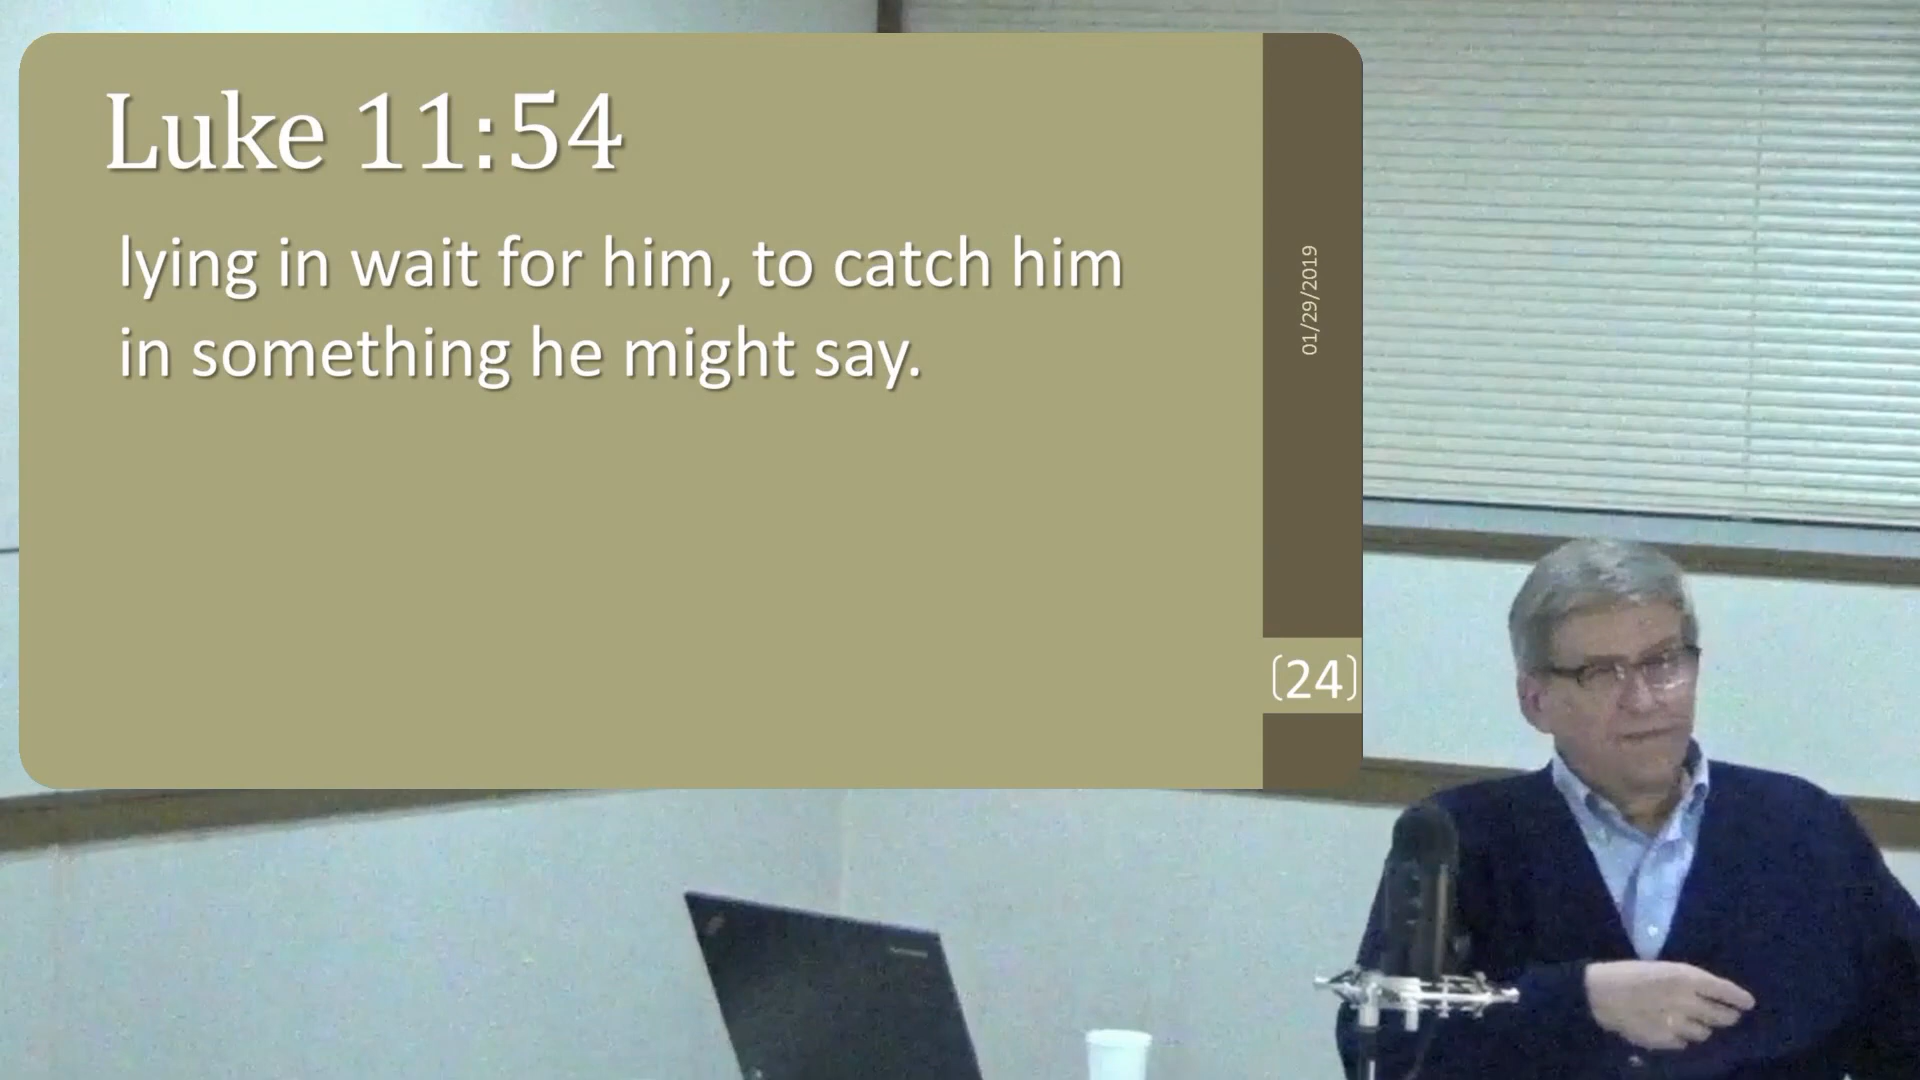 Luke 11:54
lying in wait for him, to catch him
in something he might say.
01/29/2019
(24)